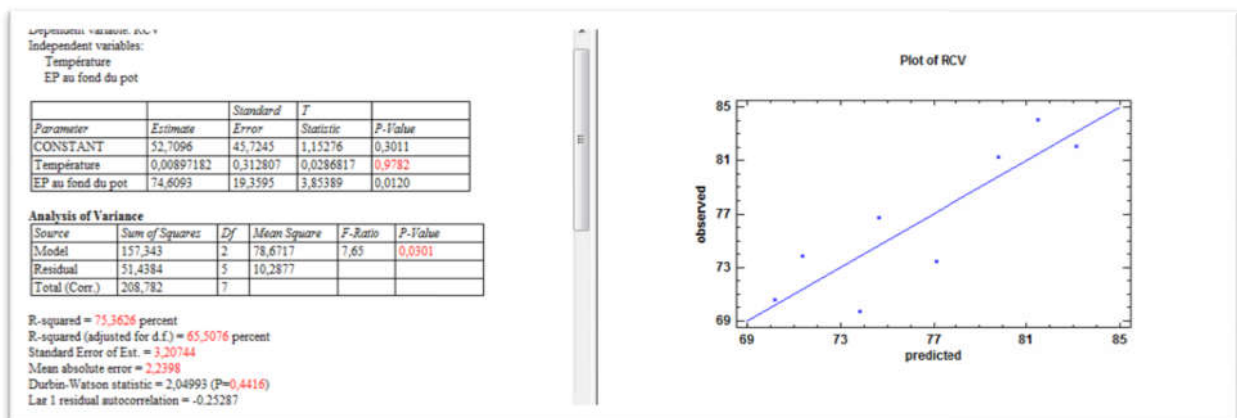 Dependent variable: RCV
Independent variables:
Température
EP au fond du pot
Parameter Estimate Standard Error T Statistic P-Value
CONSTANT 52,7096 45,7245 1,15276 0,3011
Température 0,00897182 0,312807 0,0286817 0,9782
EP au fond du pot 74,6093 19,3595 3,85389 0,0120
Analysis of Variance
Source Sum of Squares Df Mean Square F-Ratio P-Value
Model 157,343 2 78,6717 7,65 0,0301
Residual 51,4384 5 10,2877
Total (Corr.) 208,782 7
R-squared = 75,3626 percent
R-squared (adjusted for d.f.) = 65,5076 percent
Standard Error of Est. = 3,20744
Mean absolute error = 2,2398
Durbin-Watson statistic = 2,04993 (P=0,4416)
Lag 1 residual autocorrelation = -0,25287
Plot of RCV
85
81
77
73
69
observed
69 73 77 81 85
predicted